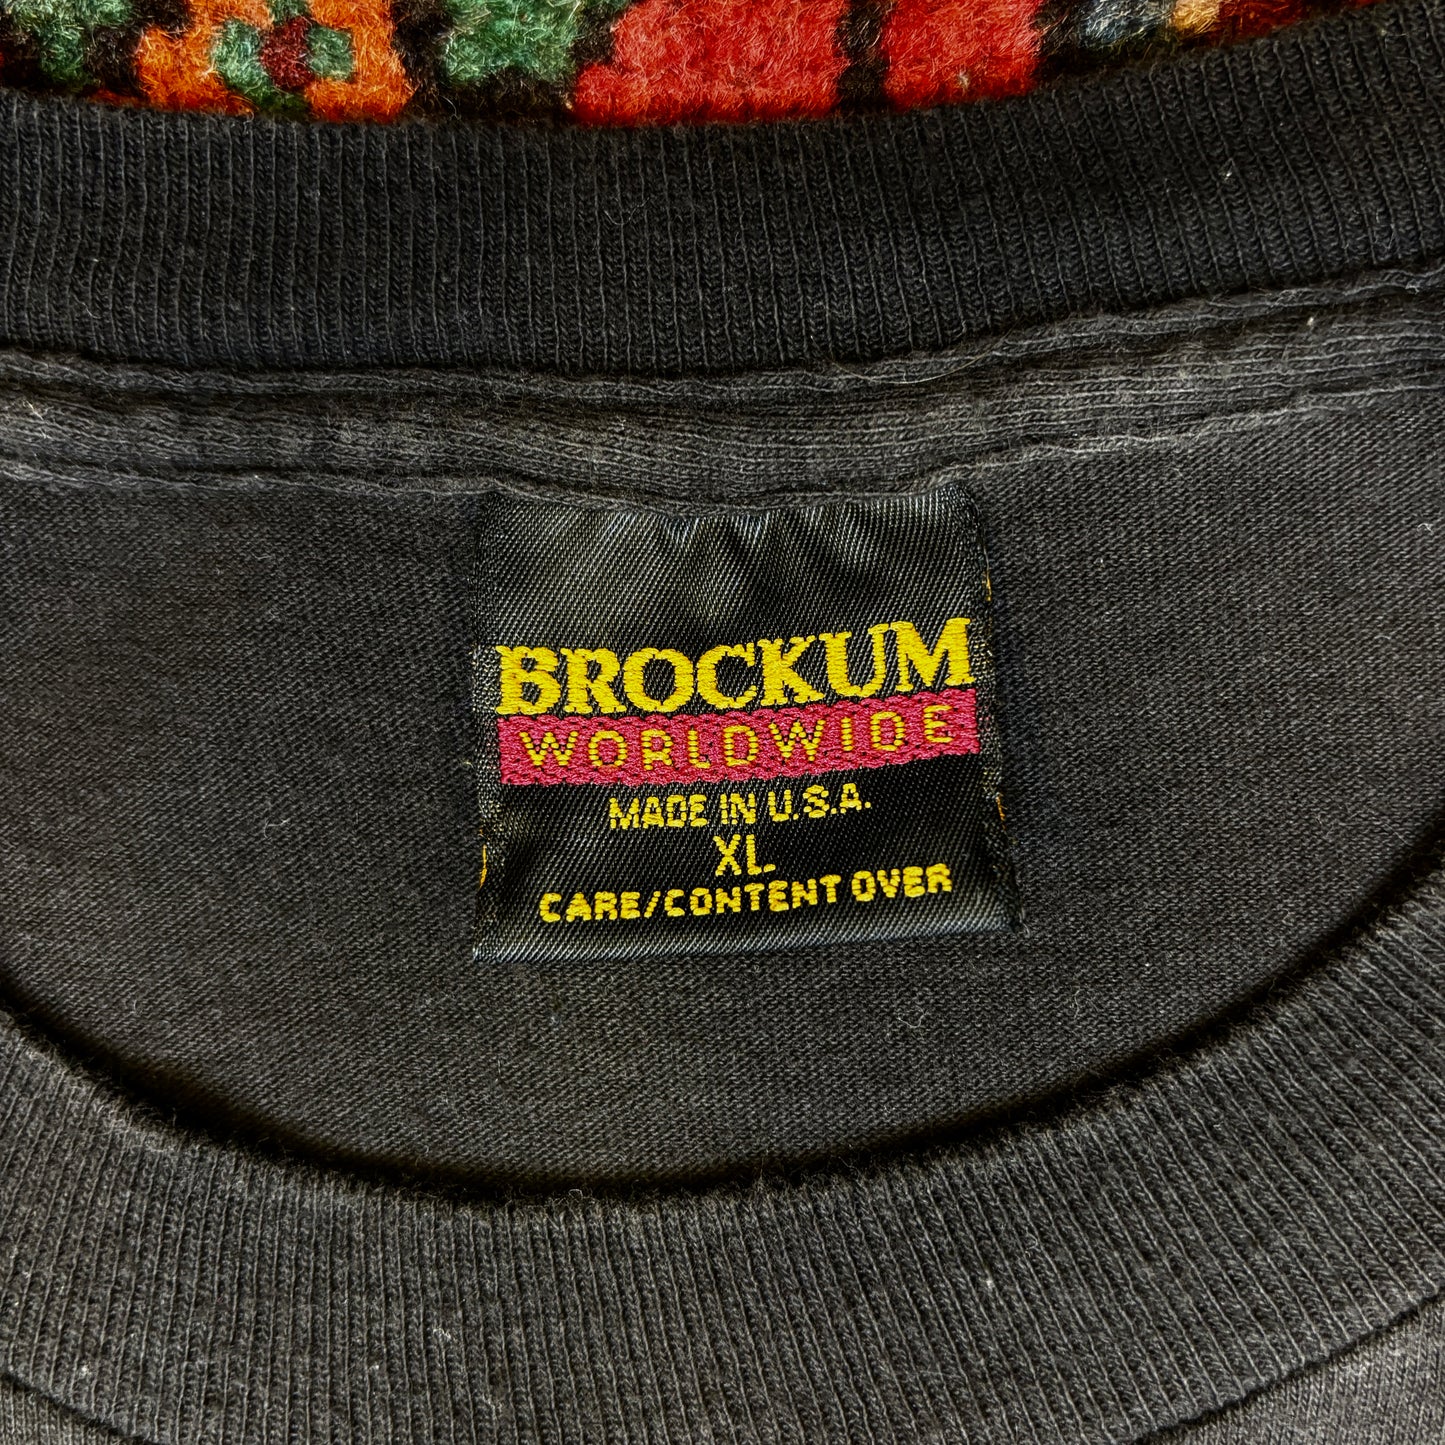 BROCKUM
WORLDWIDE
MADE IN U.S.A.
XL
CARE/CONTENT OVER